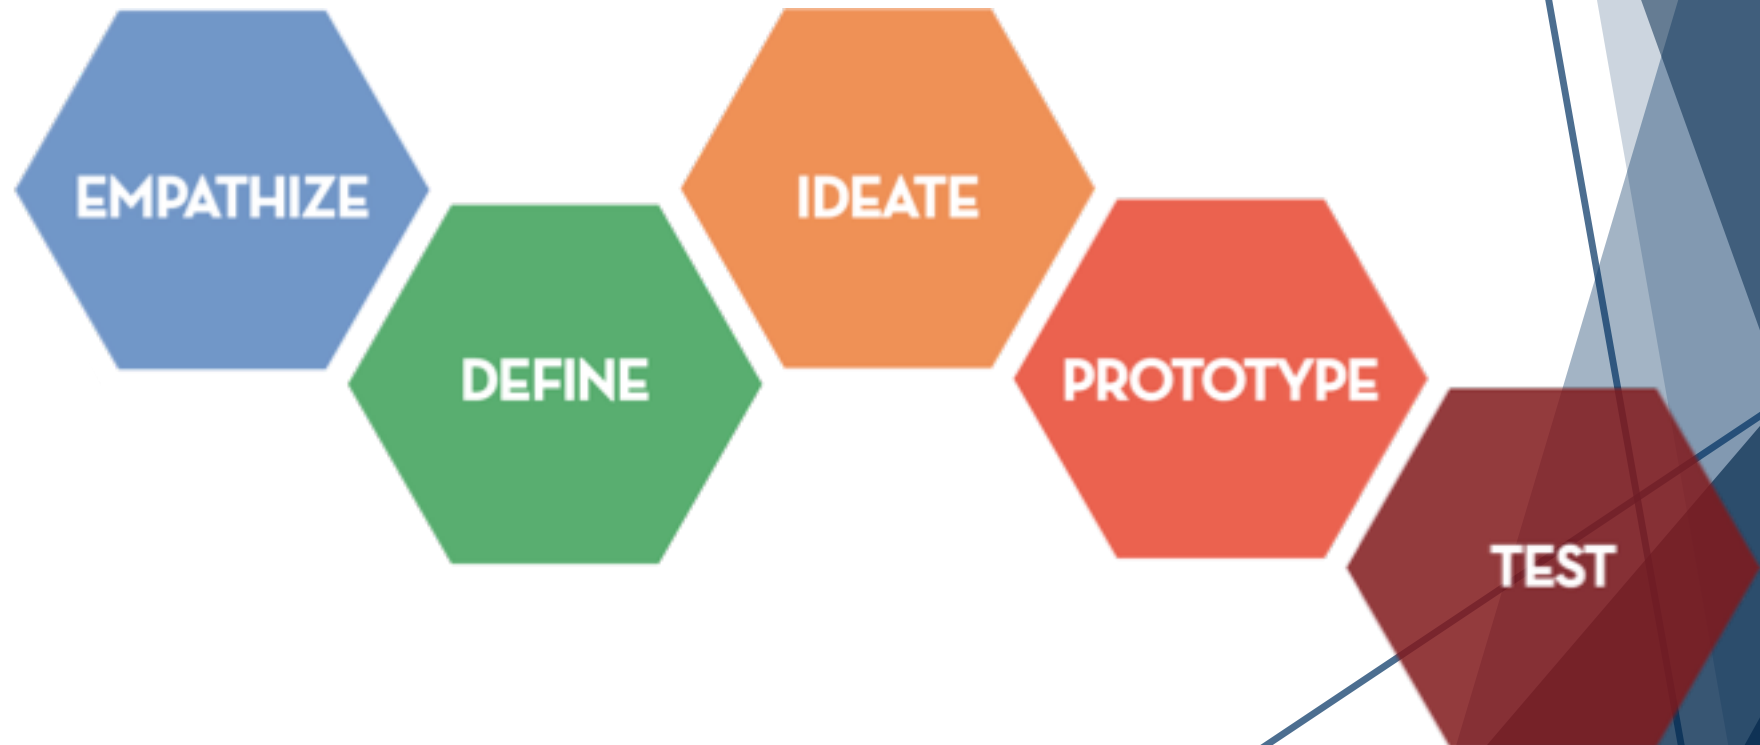 EMPATHIZE
DEFINE
IDEATE
PROTOTYPE
TEST